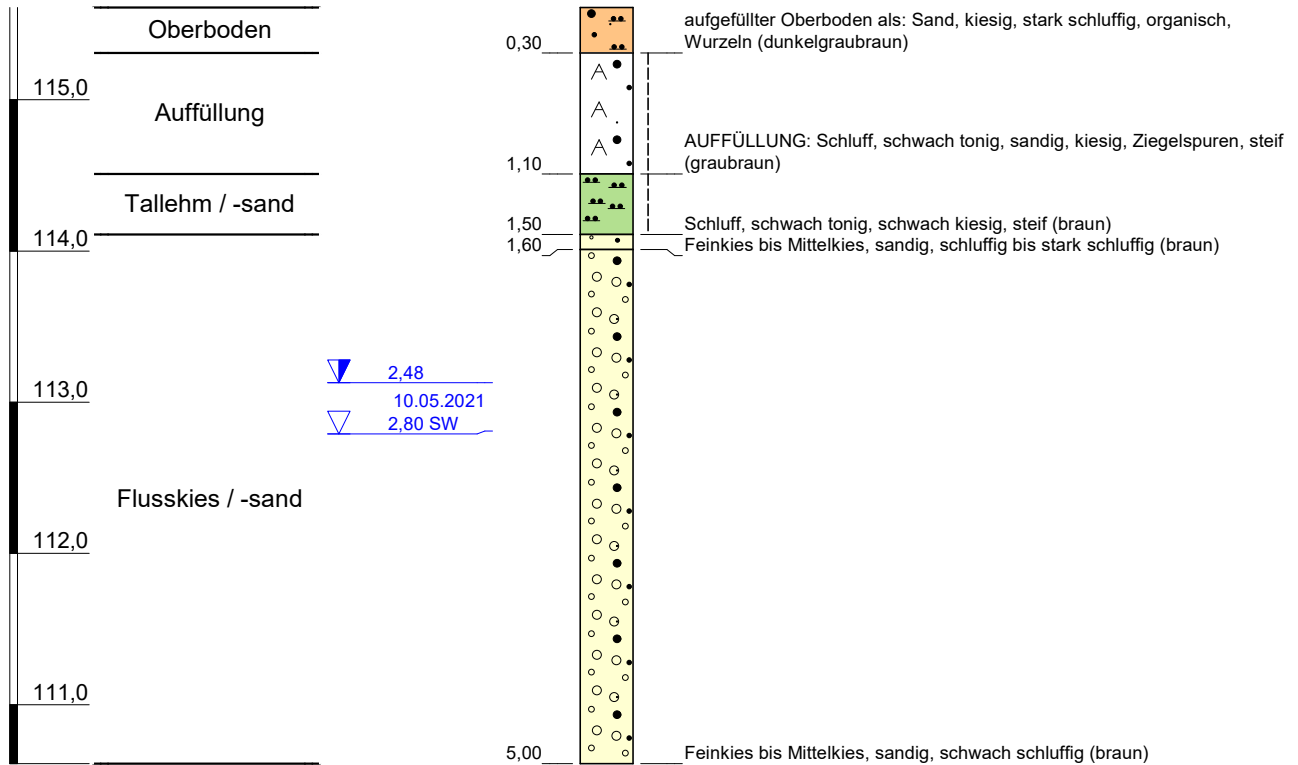 Oberboden
0,30
aufgefüllter Oberboden als: Sand, kiesig, stark schluffig, organisch,
Wurzeln (dunkelgraubraun)
115,0
Auffüllung
1,10
AUFFÜLLUNG: Schluff, schwach tonig, sandig, kiesig, Ziegelspuren, steif
(graubraun)
Tallehm / -sand
1,50
Schluff, schwach tonig, schwach kiesig, steif (braun)
114,0
1,60
Feinkies bis Mittelkies, sandig, schluffig bis stark schluffig (braun)
2,48
113,0
10.05.2021
2,80 SW
Flusskies / -sand
112,0
111,0
5,00
Feinkies bis Mittelkies, sandig, schwach schluffig (braun)